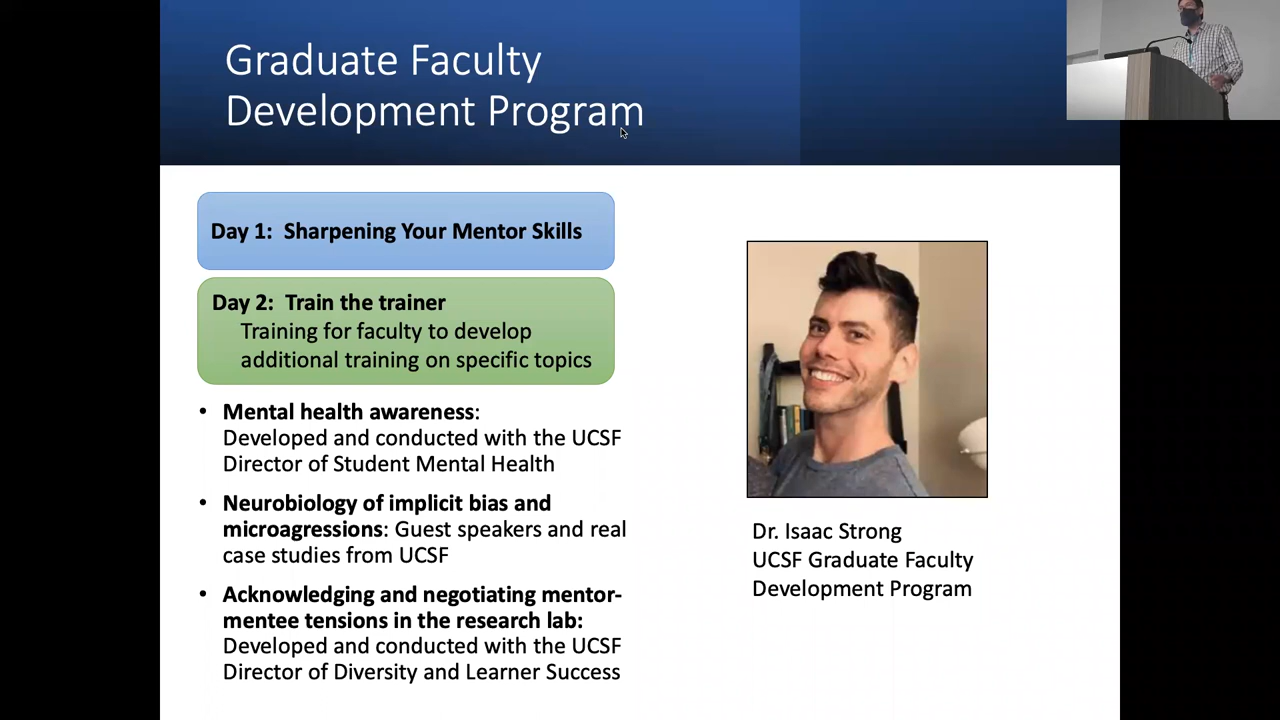 Graduate Faculty
Development Program
Day 1: Sharpening Your Mentor Skills
Day 2: Train the trainer
Training for faculty to develop
additional training on specific topics
• Mental health awareness:
Developed and conducted with the UCSF
Director of Student Mental Health
• Neurobiology of implicit bias and
microagressions: Guest speakers and real
case studies from UCSF
• Acknowledging and negotiating mentor-
mentee tensions in the research lab:
Developed and conducted with the UCSF
Director of Diversity and Learner Success
Dr. Isaac Strong
UCSF Graduate Faculty
Development Program